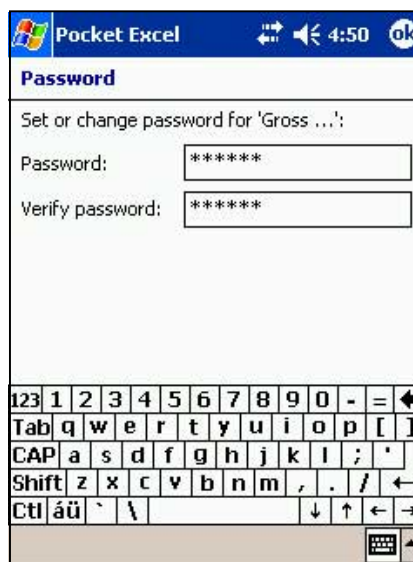 Pocket Excel 4:50 ok
Password
Set or change password for 'Gross ...':
Password: ******
Verify password: ******
123 1 2 3 4 5 6 7 8 9 0 - =
Tab q w e r t y u i o p [ ]
CAP a s d f g h j k l ; '
Shift z x c v b n m , . /
Ctl áü ` \